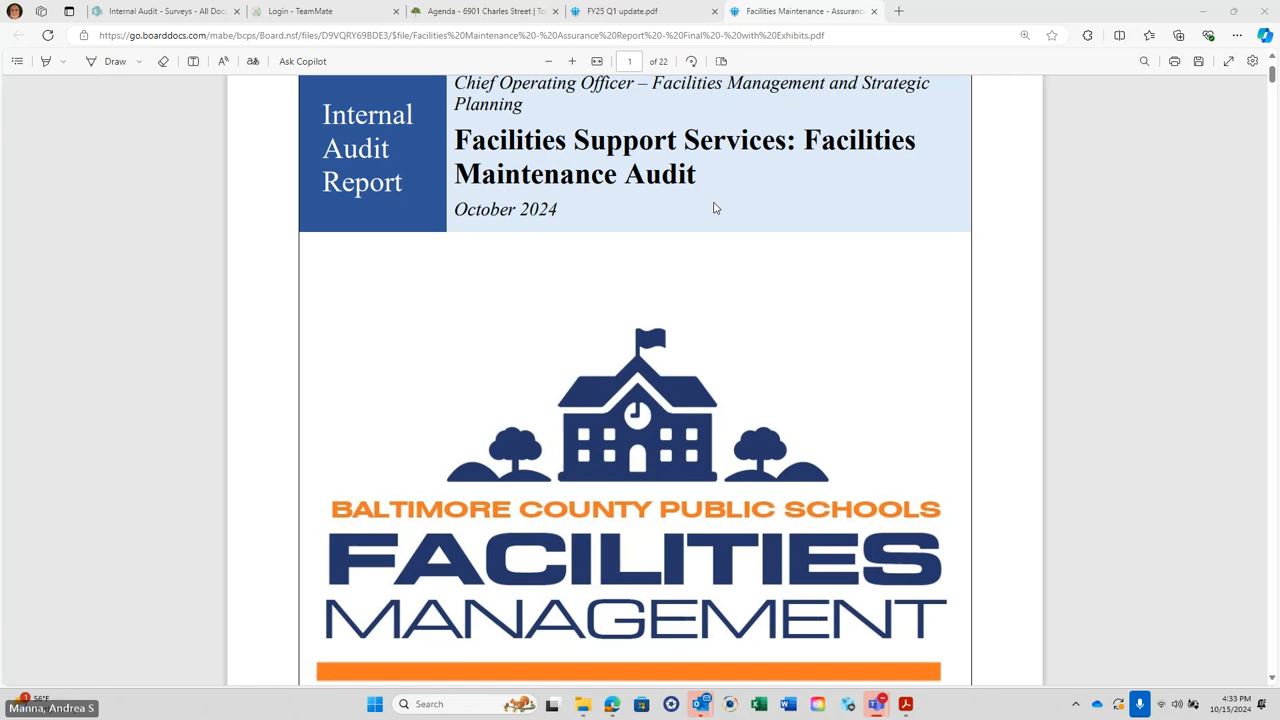 Internal Audit - Surveys - All Doc
Login - TeamMate
Agenda - 6901 Charles Street | To
FY25 Q1 update.pdf
Facilities Maintenance - Assuranc
https://go.boarddocs.com/mabe/bcps/Board.nsf/files/D9VQRY69BDE3/$file/Facilities%20Maintenance%20-%20Assurance%20Report%20-%20Final%20-%20with%20Exhibits.pdf
Draw
Ask Copilot
1 of 22
Chief Operating Officer – Facilities Management and Strategic
Planning
Internal
Audit
Report
Facilities Support Services: Facilities
Maintenance Audit
October 2024
BALTIMORE COUNTY PUBLIC SCHOOLS
FACILITIES
MANAGEMENT
1
56°F
Manna, Andrea S
Search
4:33 PM
10/15/2024